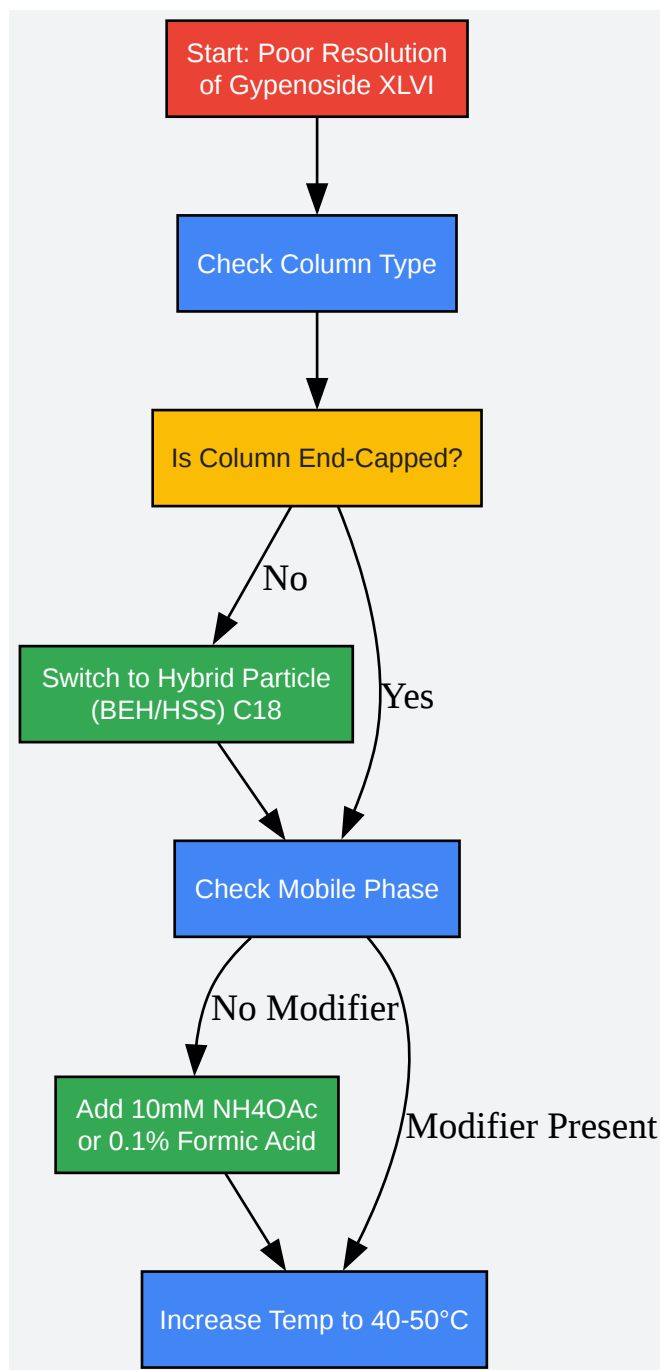 Start: Poor Resolution
of Gypenoside XLVI
Check Column Type
Is Column End-Capped?
No
Switch to Hybrid Particle
(BEH/HSS) C18
Yes
Check Mobile Phase
No Modifier
Add 10mM NH4OAc
or 0.1% Formic Acid
Modifier Present
Increase Temp to 40-50°C